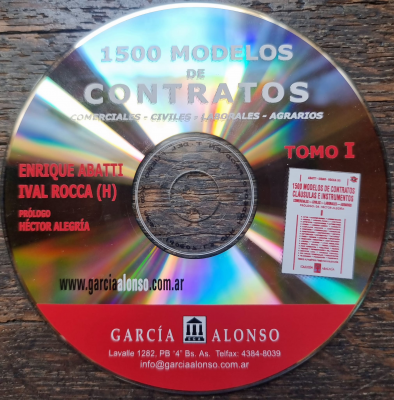 1500 MODELOS
DE
CONTRATOS
COMERCIALES - CIVILES - LABORALES - AGRARIOS
TOMO I
ENRIQUE ABATTI
IVAL ROCCA (H)
PRÓLOGO
HÉCTOR ALEGRÍA
1500 MODELOS DE CONTRATOS
CLÁUSULAS E INSTRUMENTOS
www.garciaalonso.com.ar
GARCÍA ALONSO
Lavalle 1282, PB "4" Bs. As. Telfax: 4384-8039
info@garciaalonso.com.ar